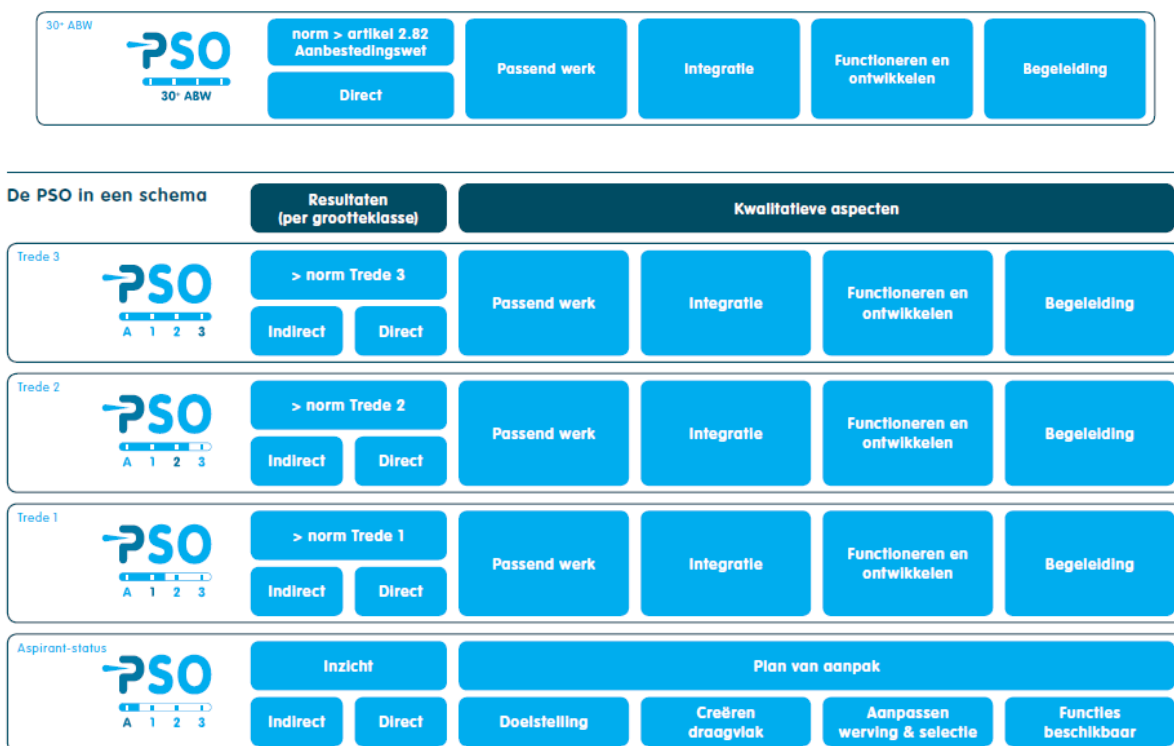 30+ ABW
PSO
30+ ABW
norm > artikel 2.82
Aanbestedingswet
Direct
Passend werk
Integratie
Functioneren en
ontwikkelen
Begeleiding
De PSO in een schema
Resultaten
(per grootteklasse)
Kwalitatieve aspecten
Trede 3
PSO
A 1 2 3
> norm Trede 3
Indirect
Direct
Passend werk
Integratie
Functioneren en
ontwikkelen
Begeleiding
Trede 2
PSO
A 1 2 3
> norm Trede 2
Indirect
Direct
Passend werk
Integratie
Functioneren en
ontwikkelen
Begeleiding
Trede 1
PSO
A 1 2 3
> norm Trede 1
Indirect
Direct
Passend werk
Integratie
Functioneren en
ontwikkelen
Begeleiding
Aspirant-status
PSO
A 1 2 3
Inzicht
Indirect
Direct
Plan van aanpak
Doelstelling
Creëren
draagvlak
Aanpassen
werving & selectie
Functies
beschikbaar